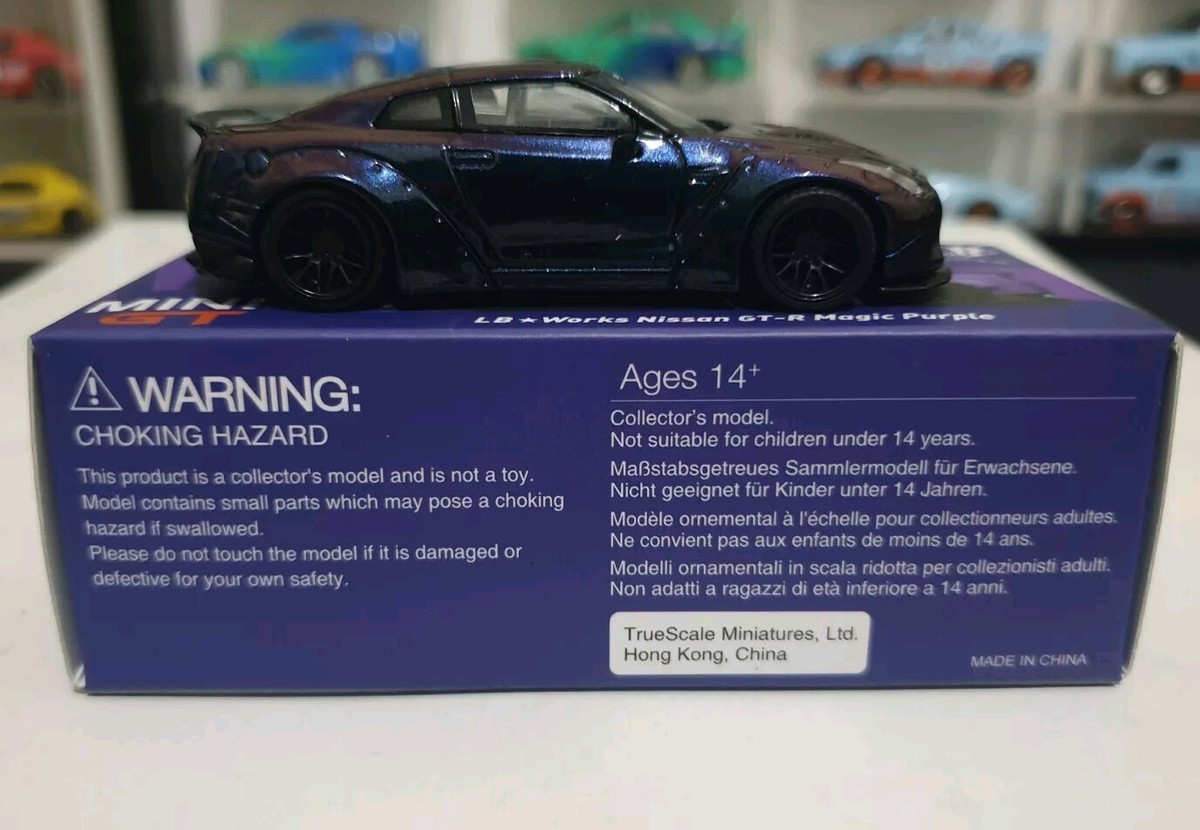 MINI
GT
LB★Works Nissan GT-R Magic Purple
WARNING:
CHOKING HAZARD
This product is a collector's model and is not a toy.
Model contains small parts which may pose a choking
hazard if swallowed.
Please do not touch the model if it is damaged or
defective for your own safety.
Ages 14+
Collector's model.
Not suitable for children under 14 years.
Maßstabsgetreues Sammlermodell für Erwachsene.
Nicht geeignet für Kinder unter 14 Jahren.
Modèle ornemental à l'échelle pour collectionneurs adultes.
Ne convient pas aux enfants de moins de 14 ans.
Modelli ornamentali in scala ridotta per collezionisti adulti.
Non adatti a ragazzi di età inferiore a 14 anni.
TrueScale Miniatures, Ltd.
Hong Kong, China
MADE IN CHINA